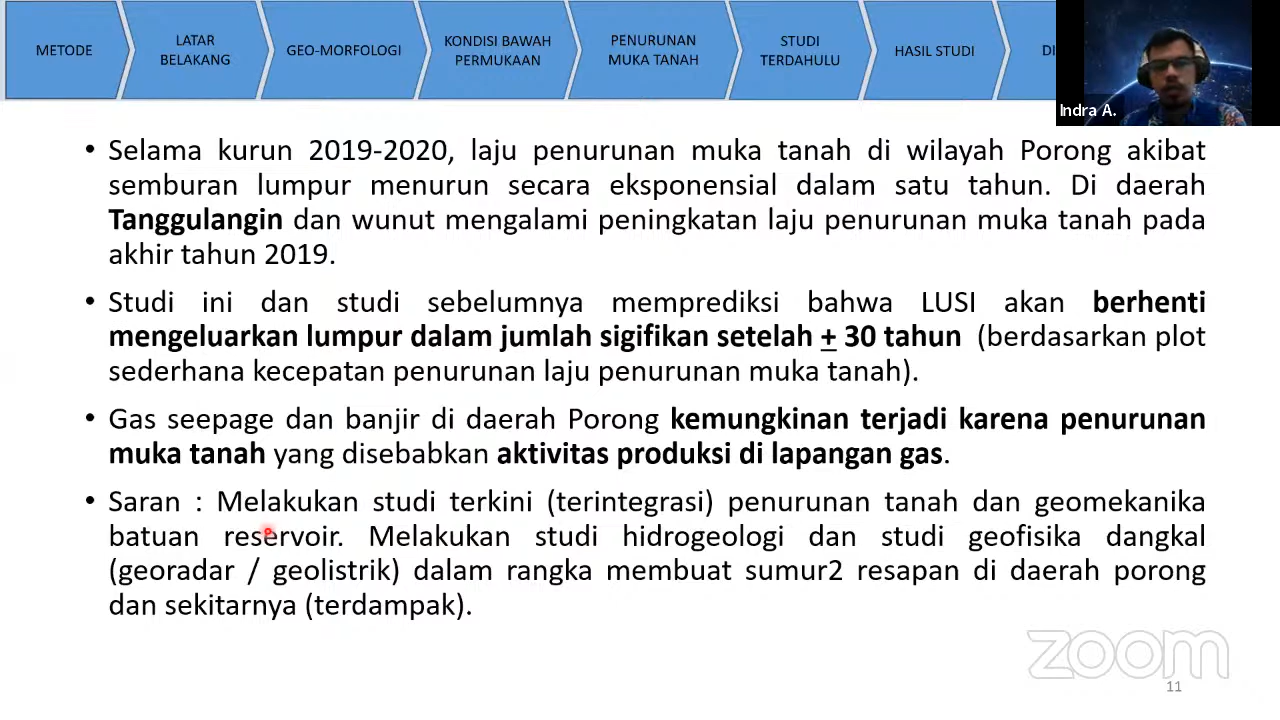 METODE
LATAR
BELAKANG
GEO-MORFOLOGI
KONDISI BAWAH
PERMUKAAN
PENURUNAN
MUKA TANAH
STUDI
TERDAHULU
HASIL STUDI
DI
Indra A.
• Selama kurun 2019-2020, laju penurunan muka tanah di wilayah Porong akibat
semburan lumpur menurun secara eksponensial dalam satu tahun. Di daerah
Tanggulangin dan wunut mengalami peningkatan laju penurunan muka tanah pada
akhir tahun 2019.
• Studi ini dan studi sebelumnya memprediksi bahwa LUSI akan berhenti
mengeluarkan lumpur dalam jumlah sigifikan setelah + 30 tahun (berdasarkan plot
sederhana kecepatan penurunan laju penurunan muka tanah).
• Gas seepage dan banjir di daerah Porong kemungkinan terjadi karena penurunan
muka tanah yang disebabkan aktivitas produksi di lapangan gas.
• Saran : Melakukan studi terkini (terintegrasi) penurunan tanah dan geomekanika
batuan reservoir. Melakukan studi hidrogeologi dan studi geofisika dangkal
(georadar / geolistrik) dalam rangka membuat sumur2 resapan di daerah porong
dan sekitarnya (terdampak).
zoom
11